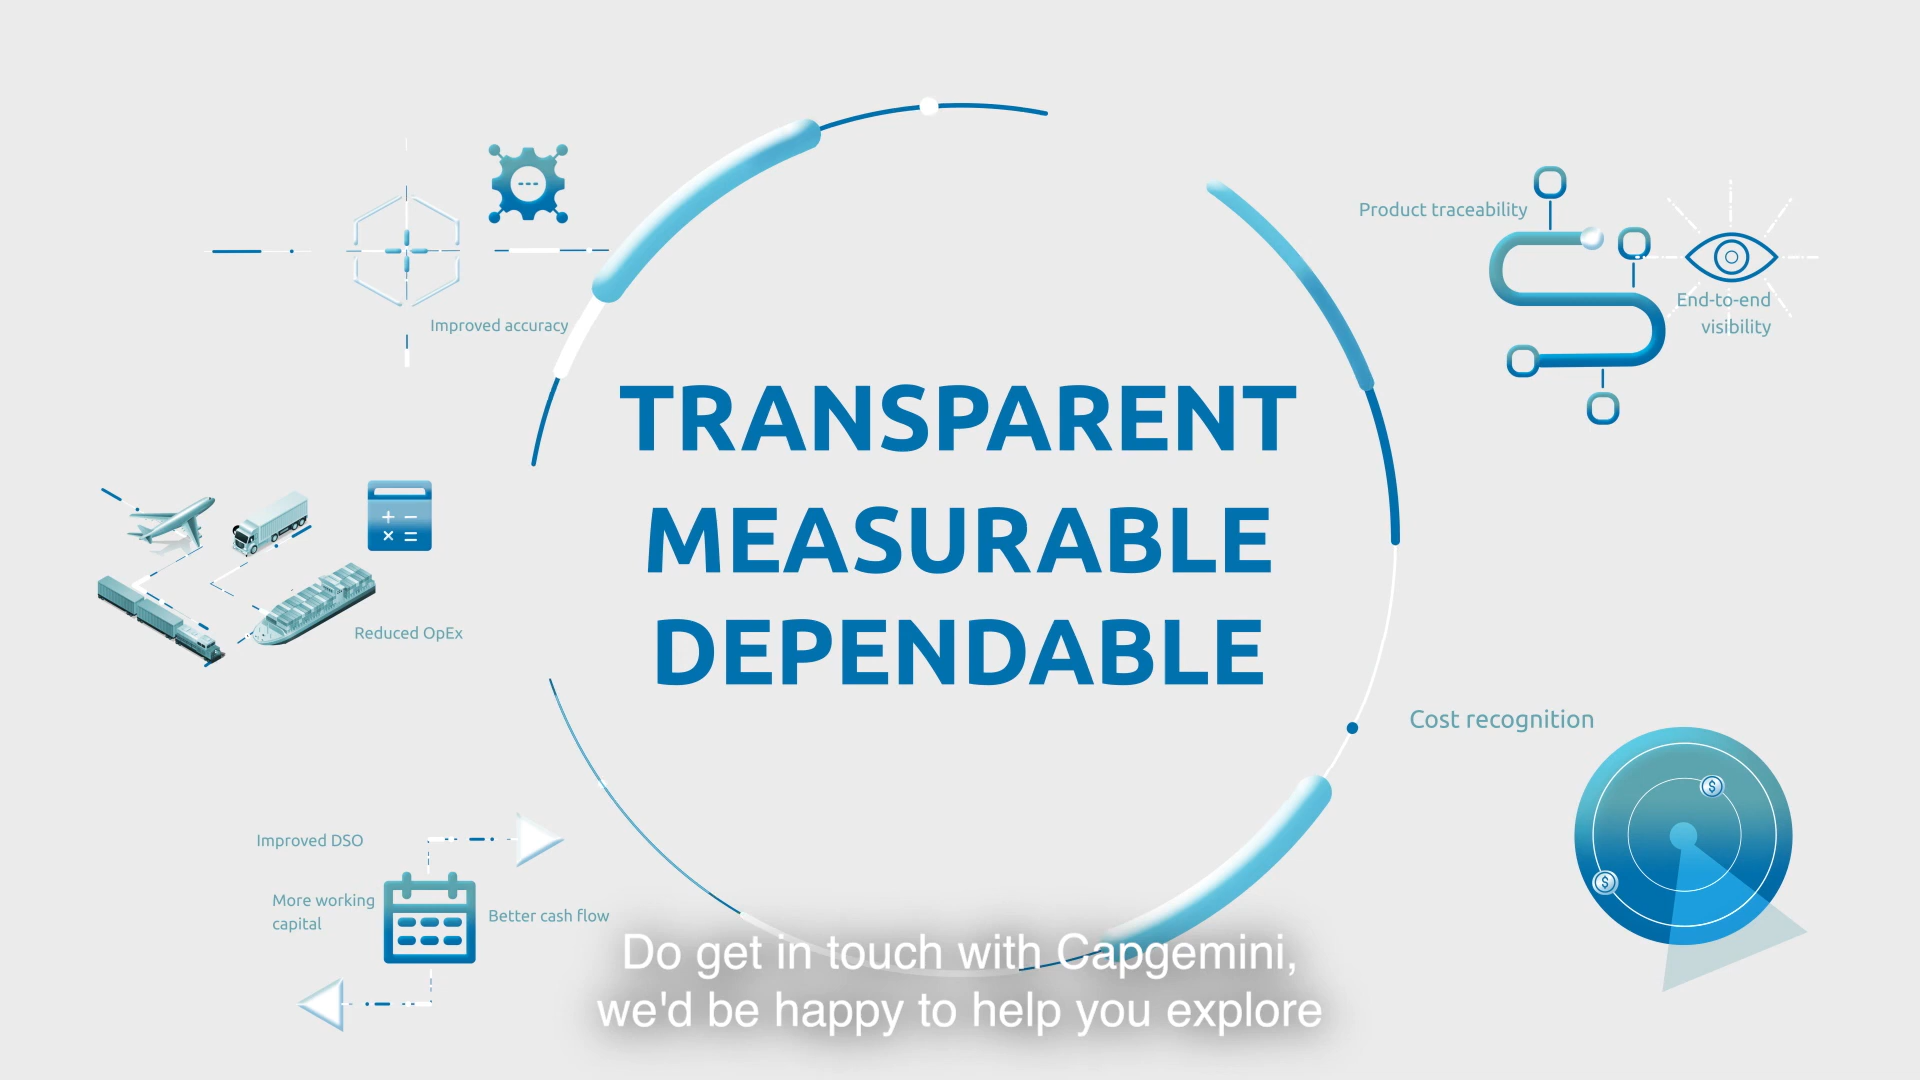 Improved accuracy
Product traceability
End-to-end
visibility
TRANSPARENT
MEASURABLE
DEPENDABLE
Reduced OpEx
Cost recognition
Improved DSO
More working
capital
Better cash flow
Do get in touch with Capgemini,
we'd be happy to help you explore